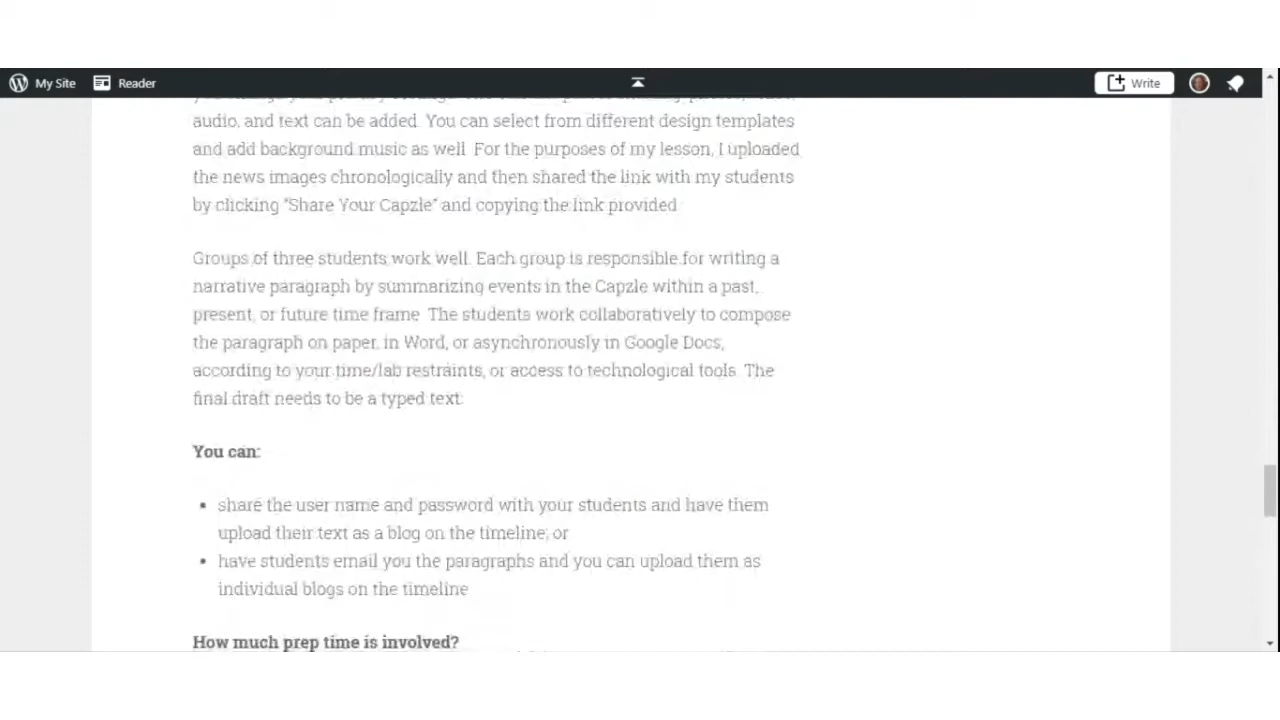 My Site
Reader
Write
audio, and text can be added. You can select from different design templates
and add background music as well. For the purposes of my lesson, I uploaded
the news images chronologically and then shared the link with my students
by clicking "Share Your Capzle" and copying the link provided.
Groups of three students work well. Each group is responsible for writing a
narrative paragraph by summarizing events in the Capzle within a past,
present, or future time frame. The students work collaboratively to compose
the paragraph on paper, in Word, or asynchronously in Google Docs,
according to your time/lab restraints, or access to technological tools. The
final draft needs to be a typed text.
You can:
• share the user name and password with your students and have them
upload their text as a blog on the timeline; or
• have students email you the paragraphs and you can upload them as
individual blogs on the timeline
How much prep time is involved?